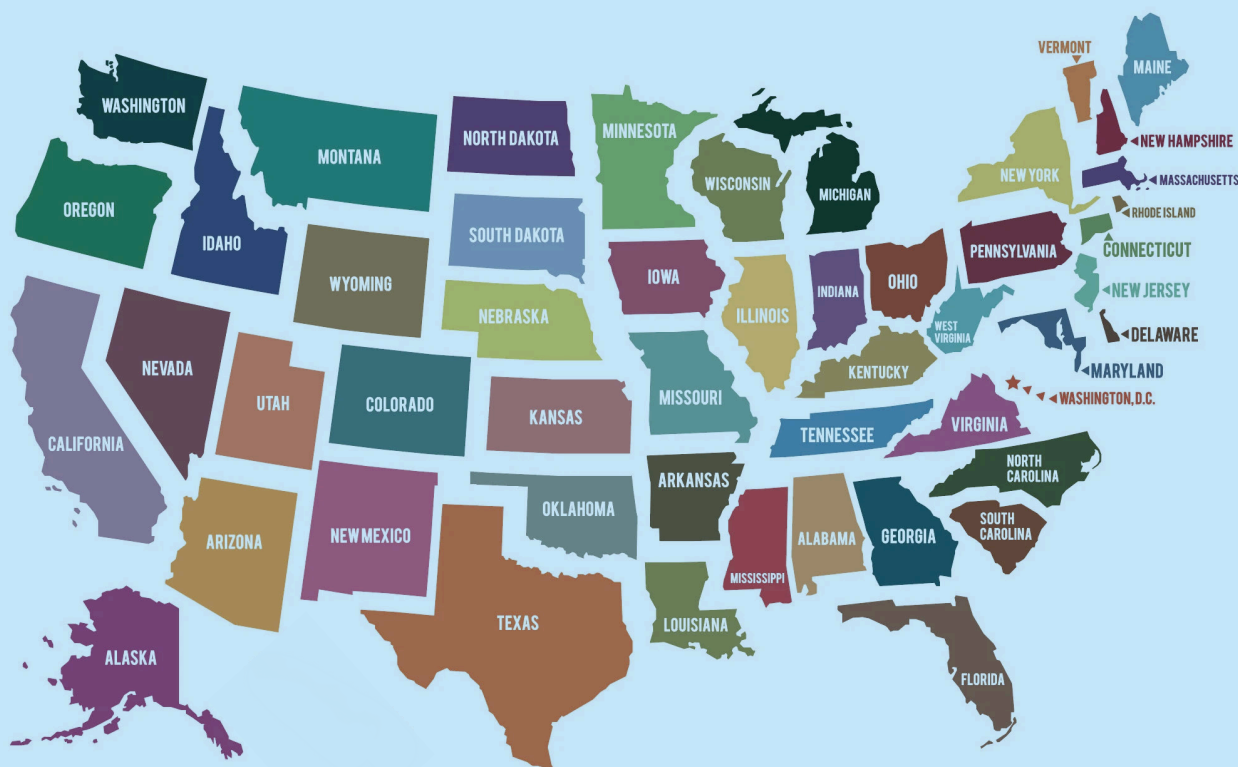 VERMONT
MAINE
WASHINGTON
NORTH DAKOTA
MINNESOTA
MONTANA
NEW HAMPSHIRE
NEW YORK
WISCONSIN
MASSACHUSETTS
MICHIGAN
OREGON
IDAHO
SOUTH DAKOTA
RHODE ISLAND
PENNSYLVANIA
CONNECTICUT
WYOMING
IOWA
OHIO
INDIANA
NEW JERSEY
NEBRASKA
ILLINOIS
WEST
VIRGINIA
DELAWARE
NEVADA
KENTUCKY
MARYLAND
UTAH
COLORADO
MISSOURI
WASHINGTON, D.C.
KANSAS
CALIFORNIA
TENNESSEE
VIRGINIA
NORTH
CAROLINA
ARKANSAS
OKLAHOMA
SOUTH
CAROLINA
ARIZONA
NEW MEXICO
ALABAMA
GEORGIA
MISSISSIPPI
TEXAS
LOUISIANA
ALASKA
FLORIDA